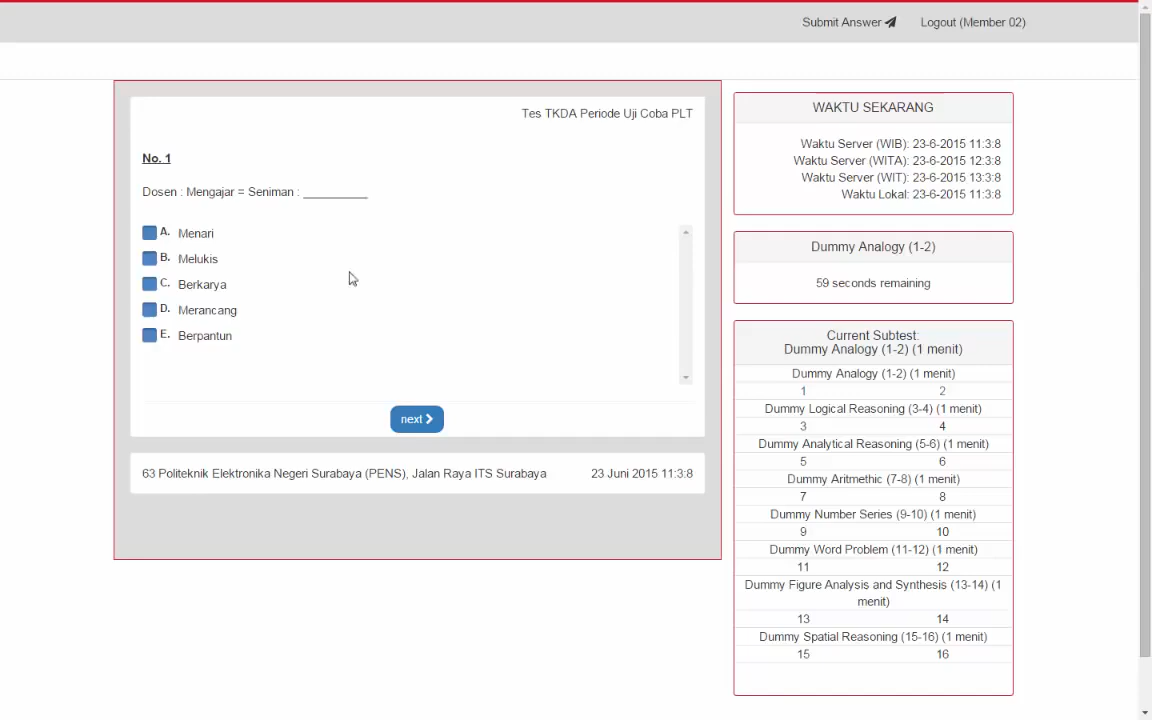 Submit Answer
Logout (Member 02)
Tes TKDA Periode Uji Coba PLT
No. 1
Dosen : Mengajar = Seniman : __________
A. Menari
B. Melukis
C. Berkarya
D. Merancang
E. Berpantun
next
63 Politeknik Elektronika Negeri Surabaya (PENS), Jalan Raya ITS Surabaya
23 Juni 2015 11:3:8
WAKTU SEKARANG
Waktu Server (WIB): 23-6-2015 11:3:8
Waktu Server (WITA): 23-6-2015 12:3:8
Waktu Server (WIT): 23-6-2015 13:3:8
Waktu Lokal: 23-6-2015 11:3:8
Dummy Analogy (1-2)
59 seconds remaining
Current Subtest:
Dummy Analogy (1-2) (1 menit)
Dummy Analogy (1-2) (1 menit)
1 2
Dummy Logical Reasoning (3-4) (1 menit)
3 4
Dummy Analytical Reasoning (5-6) (1 menit)
5 6
Dummy Aritmethic (7-8) (1 menit)
7 8
Dummy Number Series (9-10) (1 menit)
9 10
Dummy Word Problem (11-12) (1 menit)
11 12
Dummy Figure Analysis and Synthesis (13-14) (1
menit)
13 14
Dummy Spatial Reasoning (15-16) (1 menit)
15 16